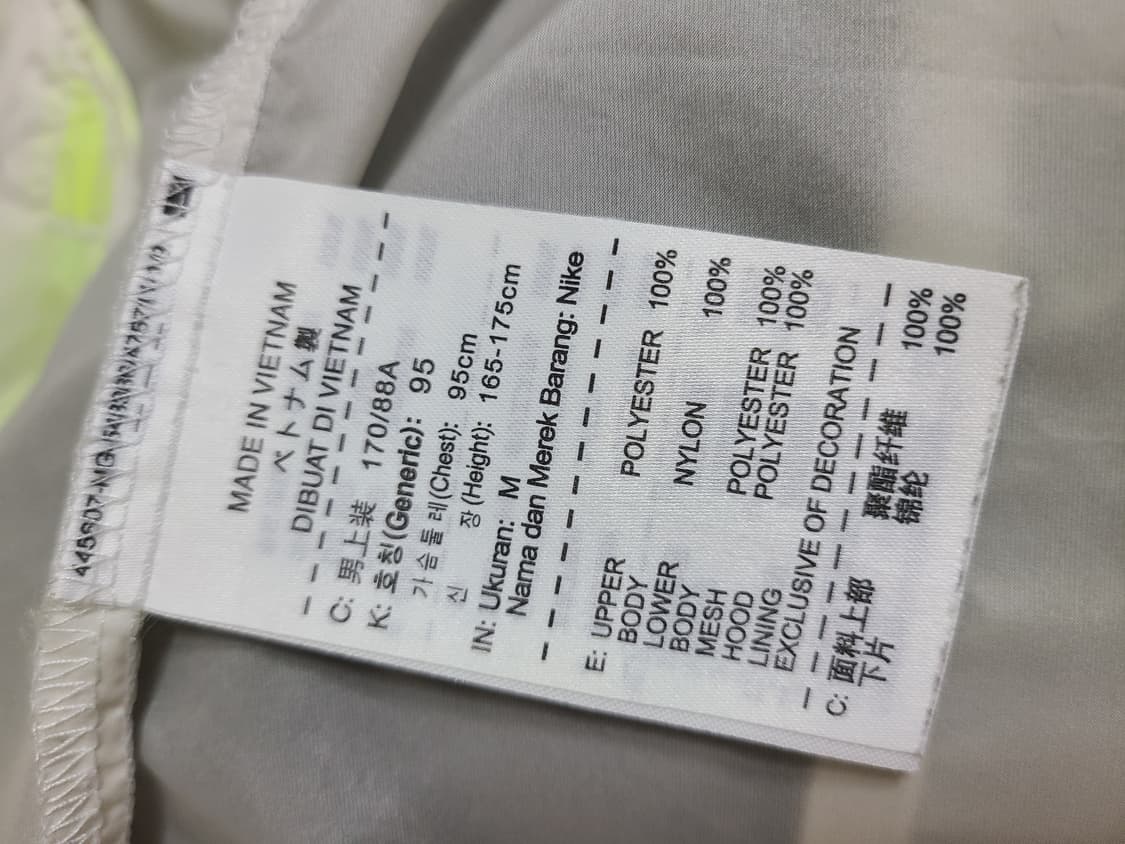 MADE IN VIETNAM
ベトナム製
DIBUAT DI VIETNAM
C: 男上装 170/88A
K: 호칭(Generic): 95
가슴둘레(Chest): 95cm
신 장(Height): 165-175cm
IN: Ukuran: M
Nama dan Merek Barang: Nike
E: UPPER
BODY POLYESTER 100%
LOWER
BODY NYLON 100%
MESH
HOOD POLYESTER 100%
LINING POLYESTER 100%
EXCLUSIVE OF DECORATION
C: 面料上部 聚酯纤维 100%
下片 锦纶 100%